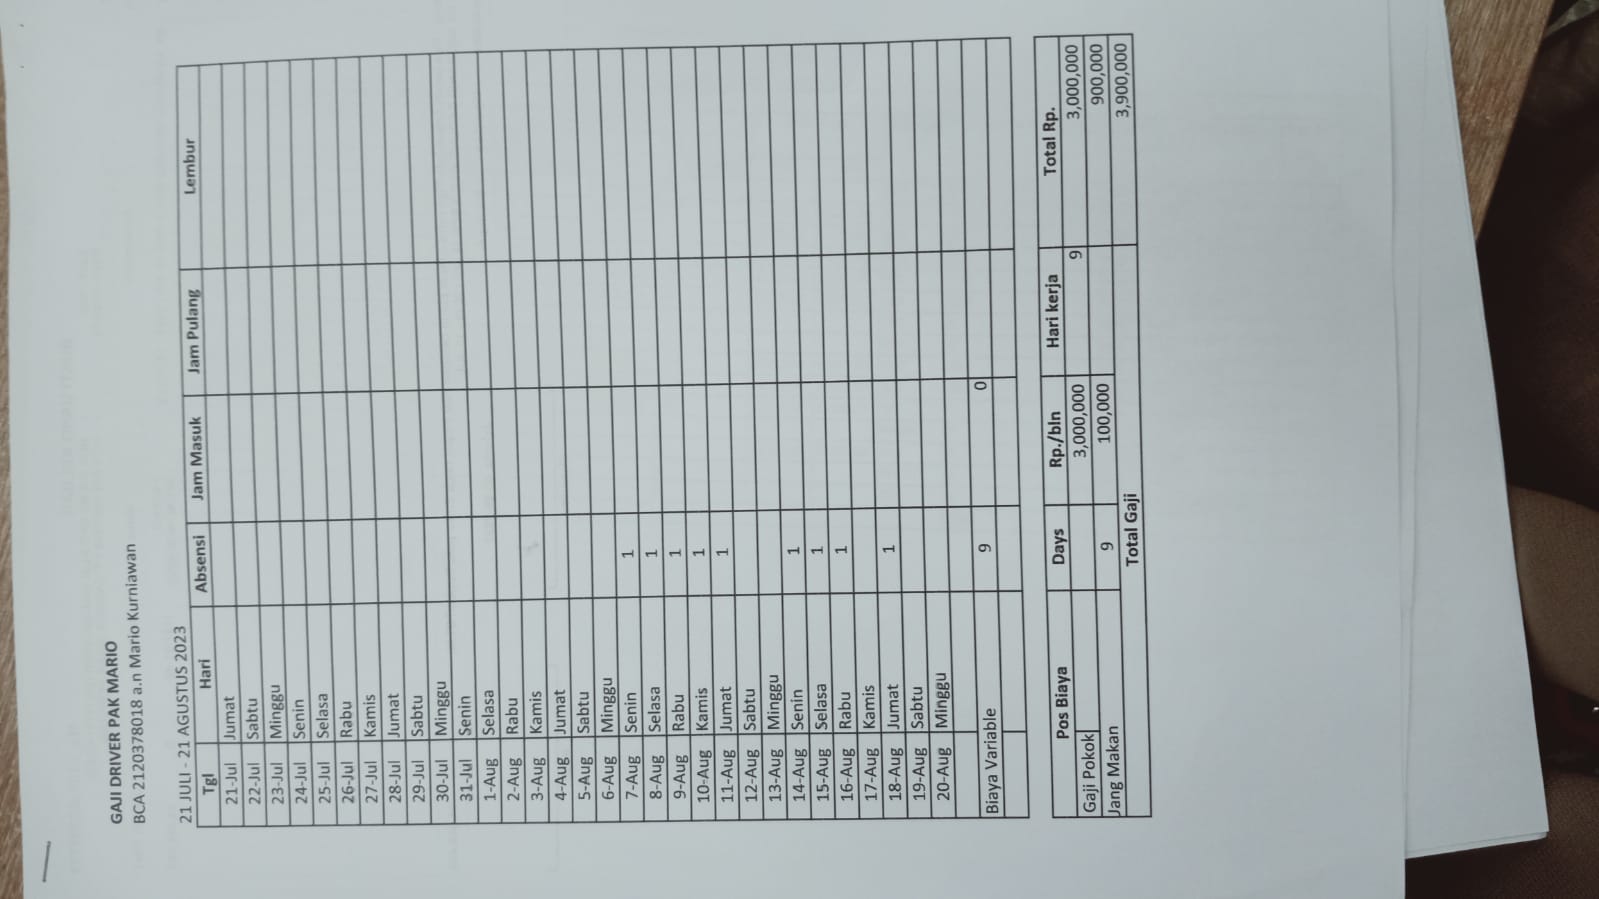 GAJI DRIVER PAK MARIO
BCA 2120378018 a.n Mario Kurniawan
21 JULI - 21 AGUSTUS 2023
Tgl Hari Absensi Jam Masuk Jam Pulang Lembur
21-Jul Jumat
22-Jul Sabtu
23-Jul Minggu
24-Jul Senin
25-Jul Selasa
26-Jul Rabu
27-Jul Kamis
28-Jul Jumat
29-Jul Sabtu
30-Jul Minggu
31-Jul Senin
1-Aug Selasa
2-Aug Rabu
3-Aug Kamis
4-Aug Jumat
5-Aug Sabtu
6-Aug Minggu
7-Aug Senin 1
8-Aug Selasa 1
9-Aug Rabu 1
10-Aug Kamis 1
11-Aug Jumat 1
12-Aug Sabtu
13-Aug Minggu
14-Aug Senin 1
15-Aug Selasa 1
16-Aug Rabu 1
17-Aug Kamis
18-Aug Jumat 1
19-Aug Sabtu
20-Aug Minggu
Biaya Variable 9 0
Pos Biaya Days Rp./bln Hari kerja Total Rp.
Gaji Pokok 3,000,000 9 3,000,000
Jang Makan 9 100,000 900,000
Total Gaji 3,900,000